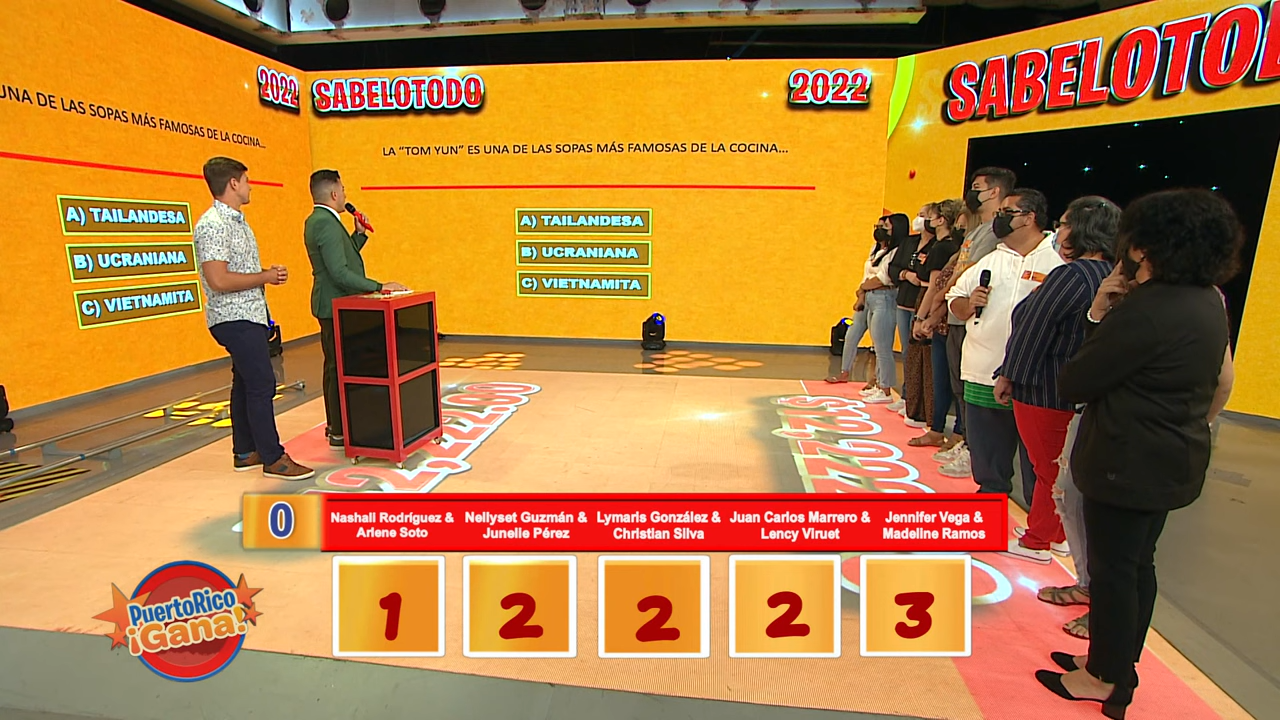 UNA DE LAS SOPAS MÁS FAMOSAS DE LA COCINA...
A) TAILANDESA
B) UCRANIANA
C) VIETNAMITA
2022
SABELOTODO
2022
LA “TOM YUN” ES UNA DE LAS SOPAS MÁS FAMOSAS DE LA COCINA...
A) TAILANDESA
B) UCRANIANA
C) VIETNAMITA
SABELOTO
0
Nashali Rodríguez &
Arlene Soto
Neilyset Guzmán &
Junelle Pérez
Lymaris González &
Christian Silva
Juan Carlos Marrero &
Lency Viruet
Jennifer Vega &
Madeline Ramos
1
2
2
2
3
PuertoRico
¡Gana!